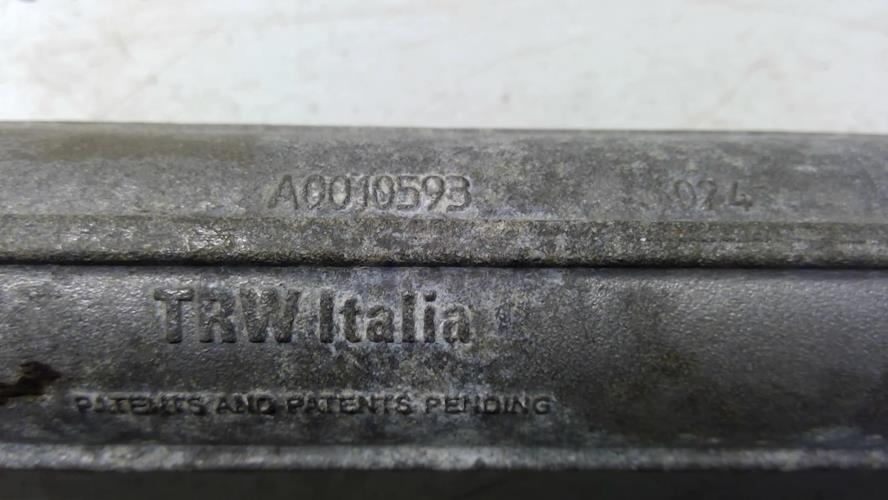 A0010593 024
TRW Italia
PATENTS AND PATENTS PENDING